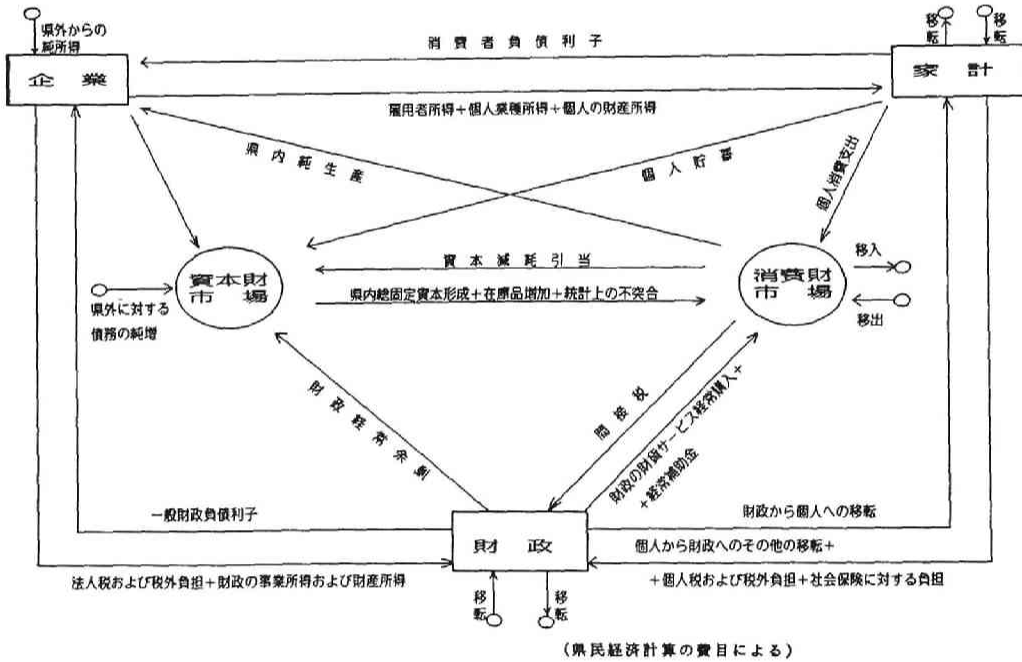 県外からの
純所得
移転
移転
企業
家計
消費者負債利子
雇用者所得+個人業種所得+個人の財産所得
県内純生産
個人貯蓄
個人消費支出
資本財
市場
消費財
市場
資本減耗引当
県内総固定資本形成+在庫品増加+統計上の不突合
移入
移出
県外に対する
債務の純増
財政経常余剰
間接税
財政の財貨サービス経常購入+
+経常補助金
一般財政負債利子
財政から個人への移転
財政
個人から財政へのその他の移転+
法人税および税外負担+財政の事業所得および財産所得
+個人税および税外負担+社会保険に対する負担
移転
移転
(県民経済計算の費目による)